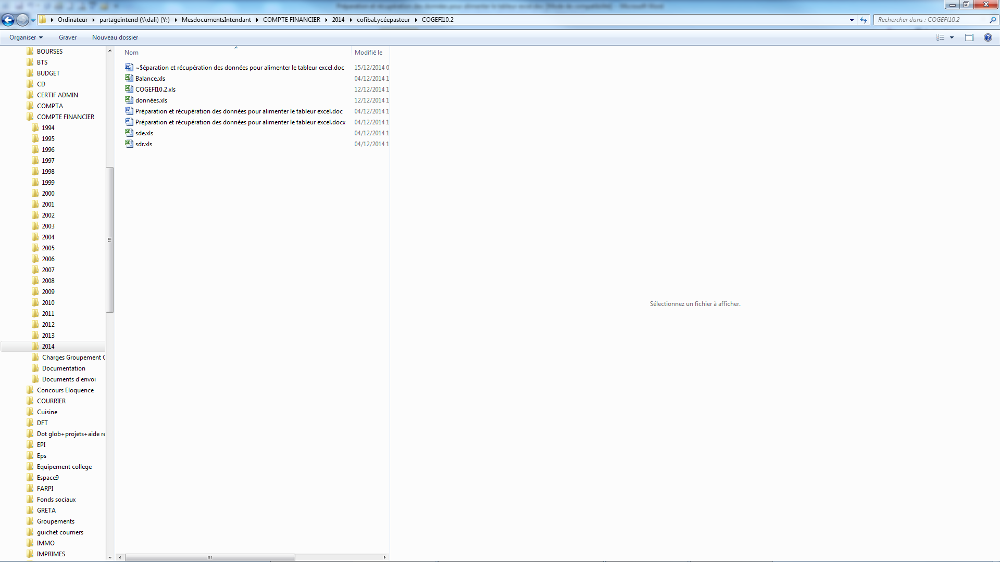 Préparation et récupération des données pour alimenter le tableur excel.doc [Mode de compatibilité] - Microsoft Word
Ordinateur partageintend (\\dali) (Y:) MesdocumentsIntendant COMPTE FINANCIER 2014 cofibaLycéepasteur COGEFI10.2
Rechercher dans : COGEFI10.2
Organiser Graver Nouveau dossier
BOURSES
BTS
BUDGET
CD
CERTIF ADMIN
COMPTA
COMPTE FINANCIER
1994
1995
1996
1997
1998
1999
2000
2001
2002
2003
2004
2005
2006
2007
2008
2009
2010
2011
2012
2013
2014
Charges Groupement C
Documentation
Documents d'envoi
Concours Eloquence
COURRIER
Cuisine
DFT
Dot glob+projets+aide re
EPI
Eps
Equipement college
Espace9
FARPI
Fonds sociaux
GRETA
Groupements
guichet courriers
IMMO
IMPRIMES
Nom Modifié le
~$éparation et récupération des données pour alimenter le tableur excel.doc 15/12/2014 0
Balance.xls 04/12/2014 1
COGEFI10.2.xls 12/12/2014 1
données.xls 12/12/2014 1
Préparation et récupération des données pour alimenter le tableur excel.doc 04/12/2014 1
Préparation et récupération des données pour alimenter le tableur excel.docx 04/12/2014 1
sde.xls 04/12/2014 1
sdr.xls 04/12/2014 1
Sélectionnez un fichier à afficher.